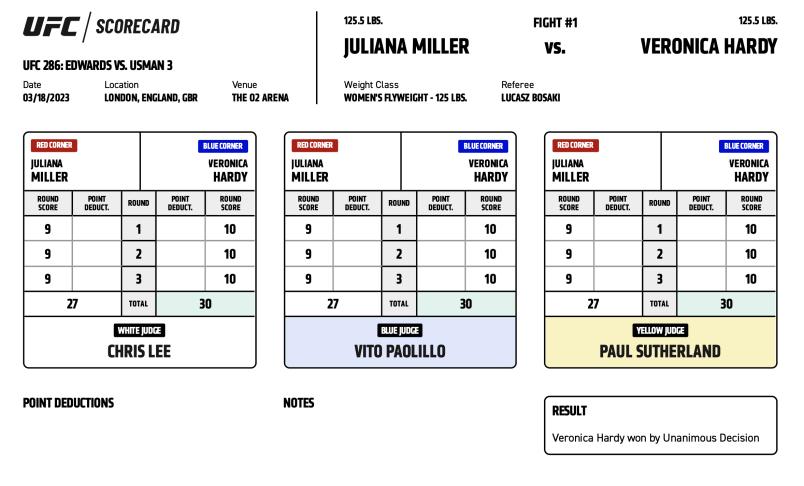 UFC / SCORECARD
UFC 286: EDWARDS VS. USMAN 3
Date Location Venue
03/18/2023 LONDON, ENGLAND, GBR THE O2 ARENA
125.5 LBS. FIGHT #1 125.5 LBS.
JULIANA MILLER VS. VERONICA HARDY
Weight Class Referee
WOMEN'S FLYWEIGHT - 125 LBS. LUCASZ BOSAKI
RED CORNER BLUE CORNER
JULIANA VERONICA
MILLER HARDY
ROUND SCORE POINT DEDUCT. ROUND POINT DEDUCT. ROUND SCORE
9 1 10
9 2 10
9 3 10
27 TOTAL 30
WHITE JUDGE
CHRIS LEE
RED CORNER BLUE CORNER
JULIANA VERONICA
MILLER HARDY
ROUND SCORE POINT DEDUCT. ROUND POINT DEDUCT. ROUND SCORE
9 1 10
9 2 10
9 3 10
27 TOTAL 30
BLUE JUDGE
VITO PAOLILLO
RED CORNER BLUE CORNER
JULIANA VERONICA
MILLER HARDY
ROUND SCORE POINT DEDUCT. ROUND POINT DEDUCT. ROUND SCORE
9 1 10
9 2 10
9 3 10
27 TOTAL 30
YELLOW JUDGE
PAUL SUTHERLAND
POINT DEDUCTIONS
NOTES
RESULT
Veronica Hardy won by Unanimous Decision